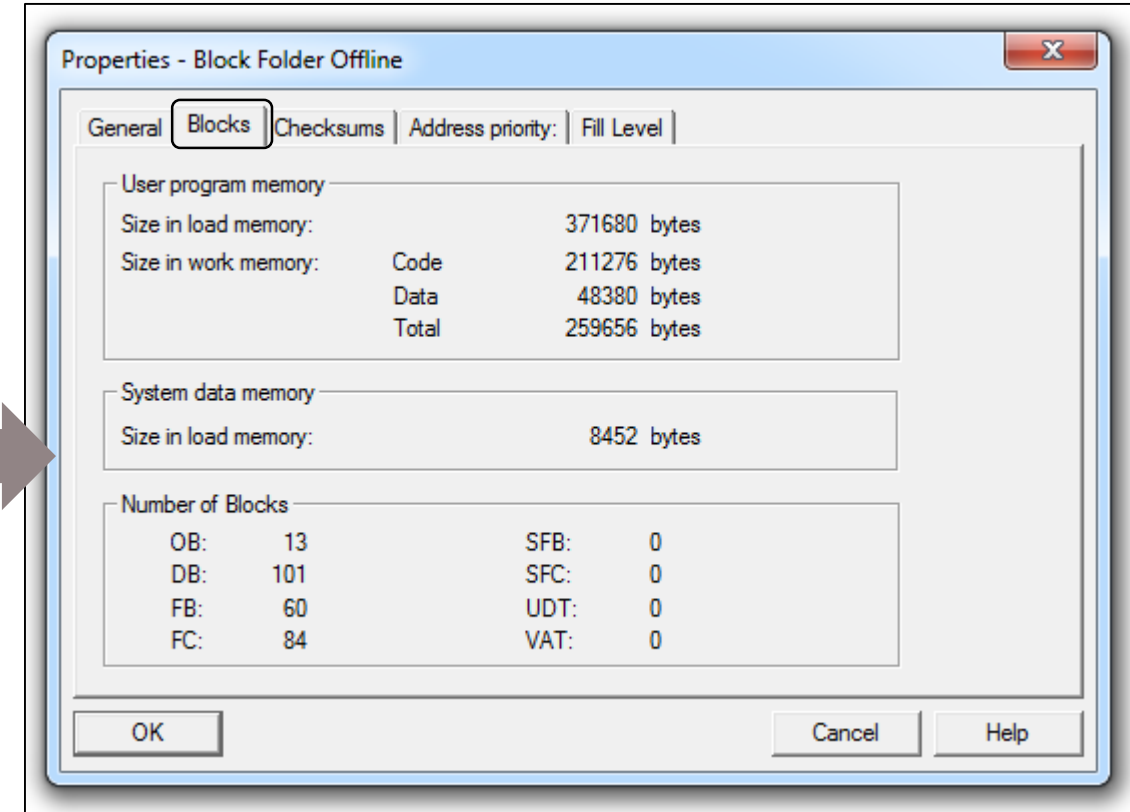 Properties - Block Folder Offline
X
General Blocks Checksums Address priority: Fill Level
User program memory
Size in load memory: 371680 bytes
Size in work memory: Code 211276 bytes
Data 48380 bytes
Total 259656 bytes
System data memory
Size in load memory: 8452 bytes
Number of Blocks
OB: 13 SFB: 0
DB: 101 SFC: 0
FB: 60 UDT: 0
FC: 84 VAT: 0
OK Cancel Help